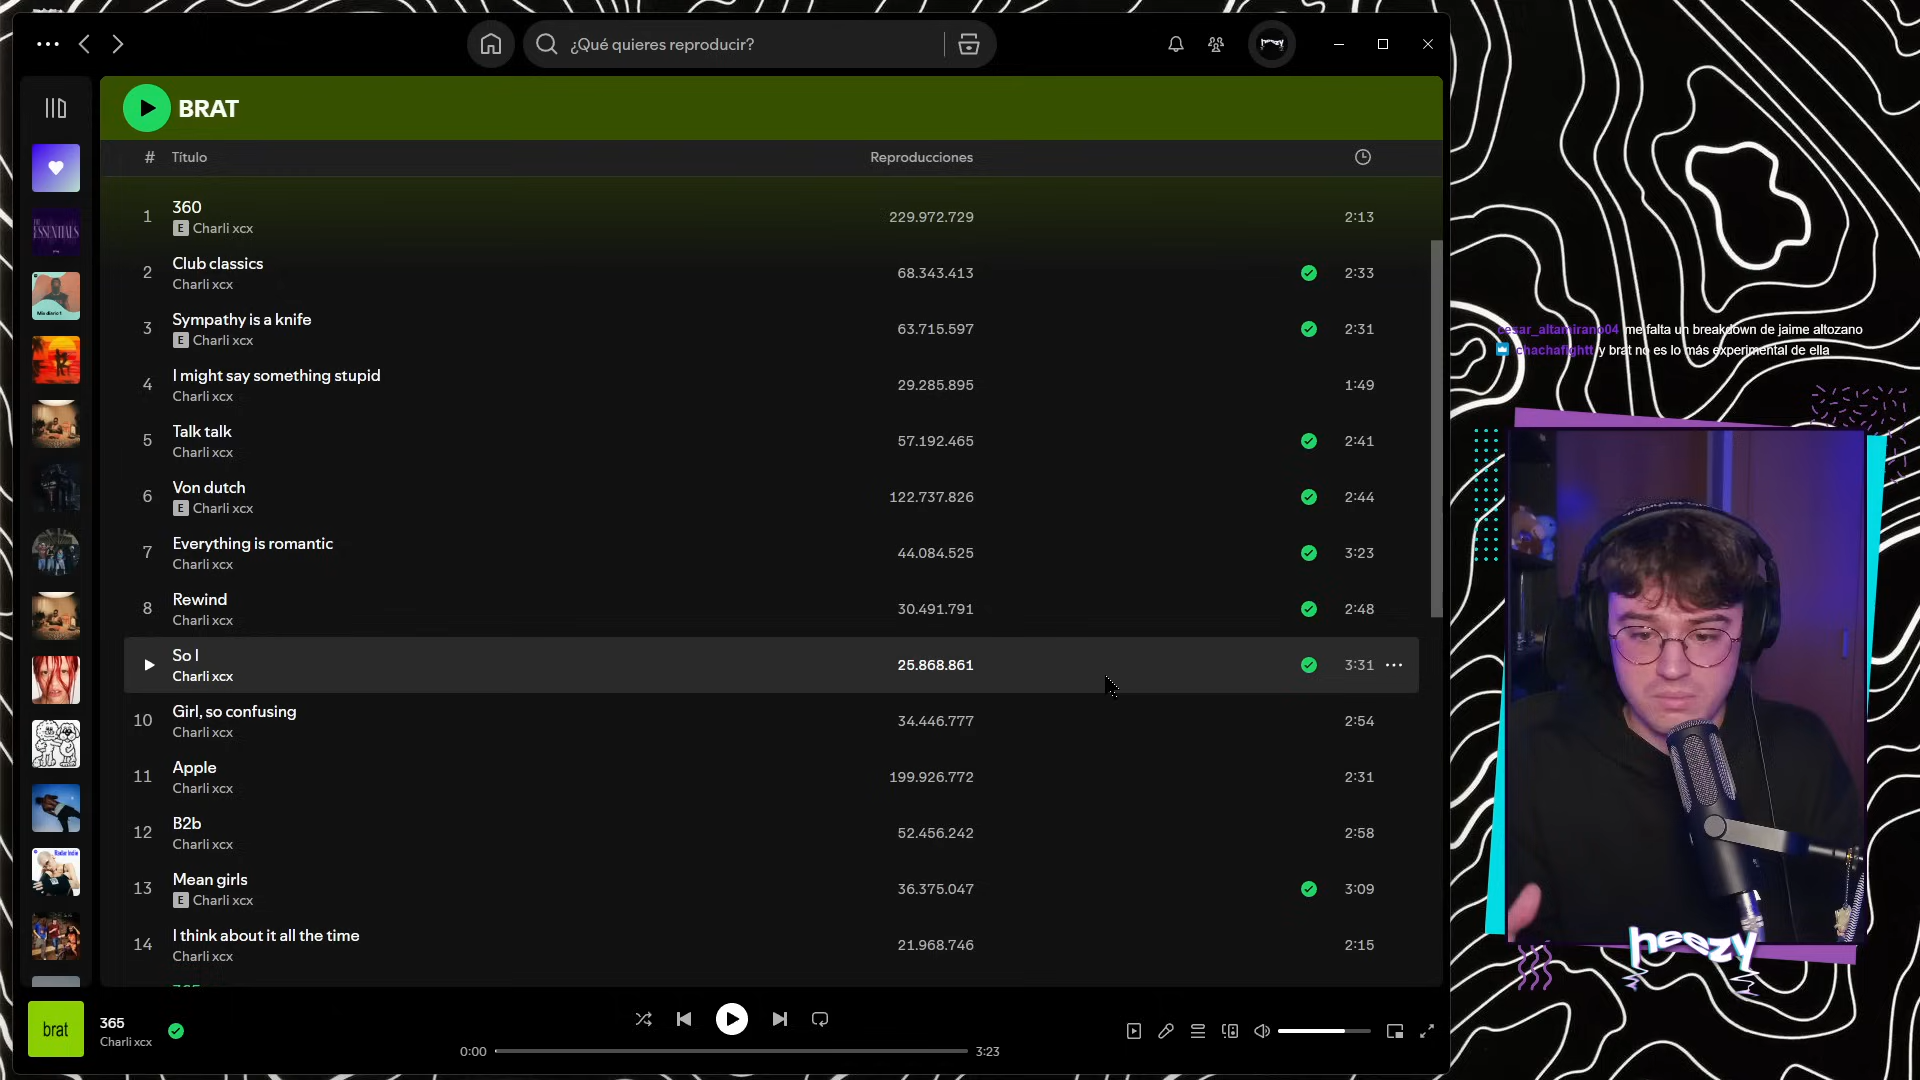 ¿Qué quieres reproducir?
heezy
BRAT
# Título Reproducciones
1 360 229.972.729 2:13
E Charli xcx
2 Club classics 68.343.413 2:33
Charli xcx
3 Sympathy is a knife 63.715.597 2:31
E Charli xcx
4 I might say something stupid 29.285.895 1:49
Charli xcx
5 Talk talk 57.192.465 2:41
Charli xcx
6 Von dutch 122.737.826 2:44
E Charli xcx
7 Everything is romantic 44.084.525 3:23
Charli xcx
8 Rewind 30.491.791 2:48
Charli xcx
So I 25.868.861 3:31
Charli xcx
10 Girl, so confusing 34.446.777 2:54
Charli xcx
11 Apple 199.926.772 2:31
Charli xcx
12 B2b 52.456.242 2:58
Charli xcx
13 Mean girls 36.375.047 3:09
E Charli xcx
14 I think about it all the time 21.968.746 2:15
Charli xcx
ESSENTIALS
brat
365
Charli xcx
0:00 3:23
cesar_altamirano04 me falta un breakdown de jaime altozano
chachafightt y brat no es lo más experimental de ella
heezy